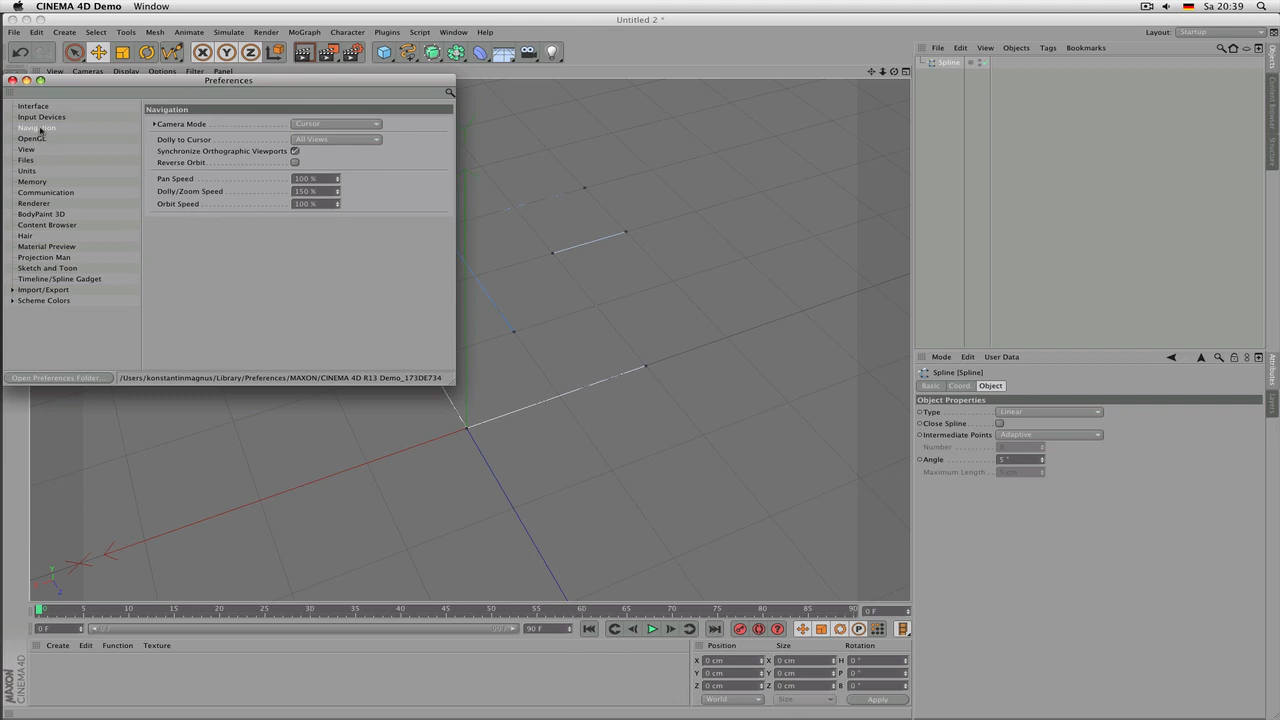 CINEMA 4D Demo Window Sa 20:39
Untitled 2 *
File Edit Create Select Tools Mesh Animate Simulate Render MoGraph Character Plugins Script Window Help
Layout: Startup
X Y Z
File Edit View Objects Tags Bookmarks
Spline
View Cameras Display Options Filter Panel
Preferences
Interface
Input Devices
Navigation
OpenGL
View
Files
Units
Memory
Communication
Renderer
BodyPaint 3D
Content Browser
Hair
Material Preview
Projection Man
Sketch and Toon
Timeline/Spline Gadget
Import/Export
Scheme Colors
Navigation
Camera Mode Cursor
Dolly to Cursor All Views
Synchronize Orthographic Viewports
Reverse Orbit
Pan Speed 100 %
Dolly/Zoom Speed 150 %
Orbit Speed 100 %
Open Preferences Folder... /Users/konstantinmagnus/Library/Preferences/MAXON/CINEMA 4D R13 Demo_173DE734
Objects
Content Browser
Structure
Mode Edit User Data
Spline [Spline]
Basic Coord. Object
Object Properties
Type Linear
Close Spline
Intermediate Points Adaptive
Number
Angle 5 °
Maximum Length 5 cm
Attributes
Layers
Y
Z
0 5 10 15 20 25 30 35 40 45 50 55 60 65 70 75 80 85 90 0 F
0 F 90 F
P
Create Edit Function Texture
Position Size Rotation
X 0 cm X 0 cm H 0 °
Y 0 cm Y 0 cm P 0 °
Z 0 cm Z 0 cm B 0 °
World Size Apply
MAXON
CINEMA 4D